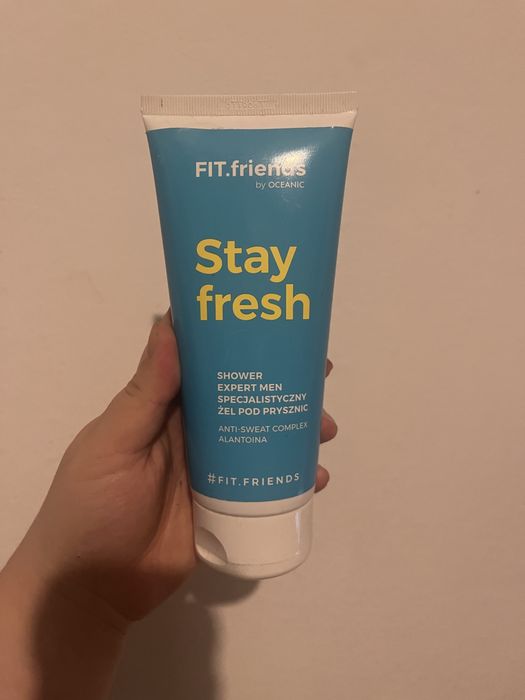 FIT.friends
by OCEANIC
Stay
fresh
SHOWER
EXPERT MEN
SPECJALISTYCZNY
ŻEL POD PRYSZNIC
ANTI-SWEAT COMPLEX
ALANTOINA
#FIT.FRIENDS